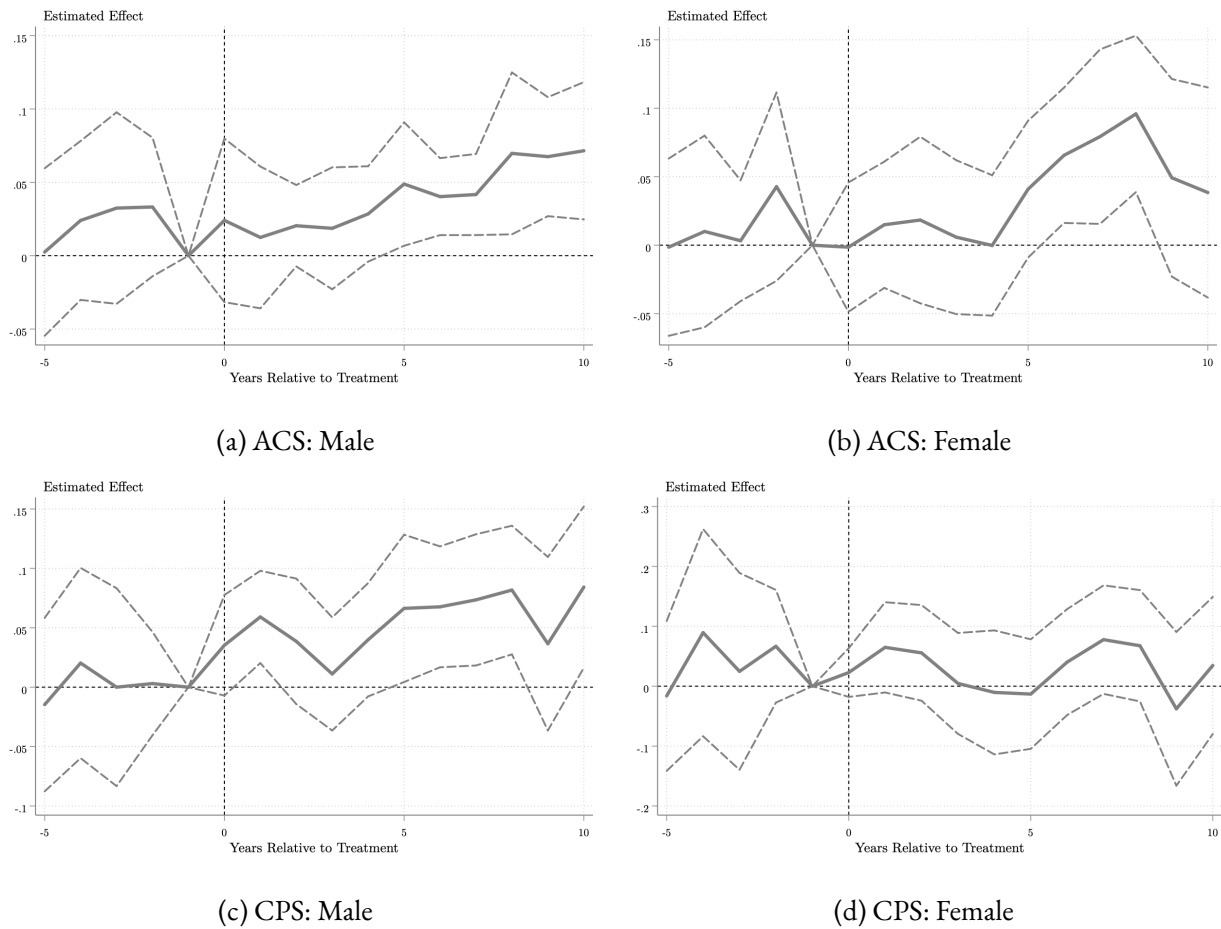 Estimated Effect
.15
.1
.05
0
-.05
-5 0 5 10
Years Relative to Treatment
(a) ACS: Male
Estimated Effect
.15
.1
.05
0
-.05
-5 0 5 10
Years Relative to Treatment
(b) ACS: Female
Estimated Effect
.15
.1
.05
0
-.05
-.1
-5 0 5 10
Years Relative to Treatment
(c) CPS: Male
Estimated Effect
.3
.2
.1
0
-.1
-.2
-5 0 5 10
Years Relative to Treatment
(d) CPS: Female